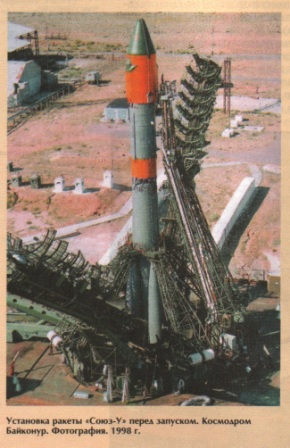 Установка ракеты «Союз-У» перед запуском. Космодром
Байконур. Фотография. 1998 г.